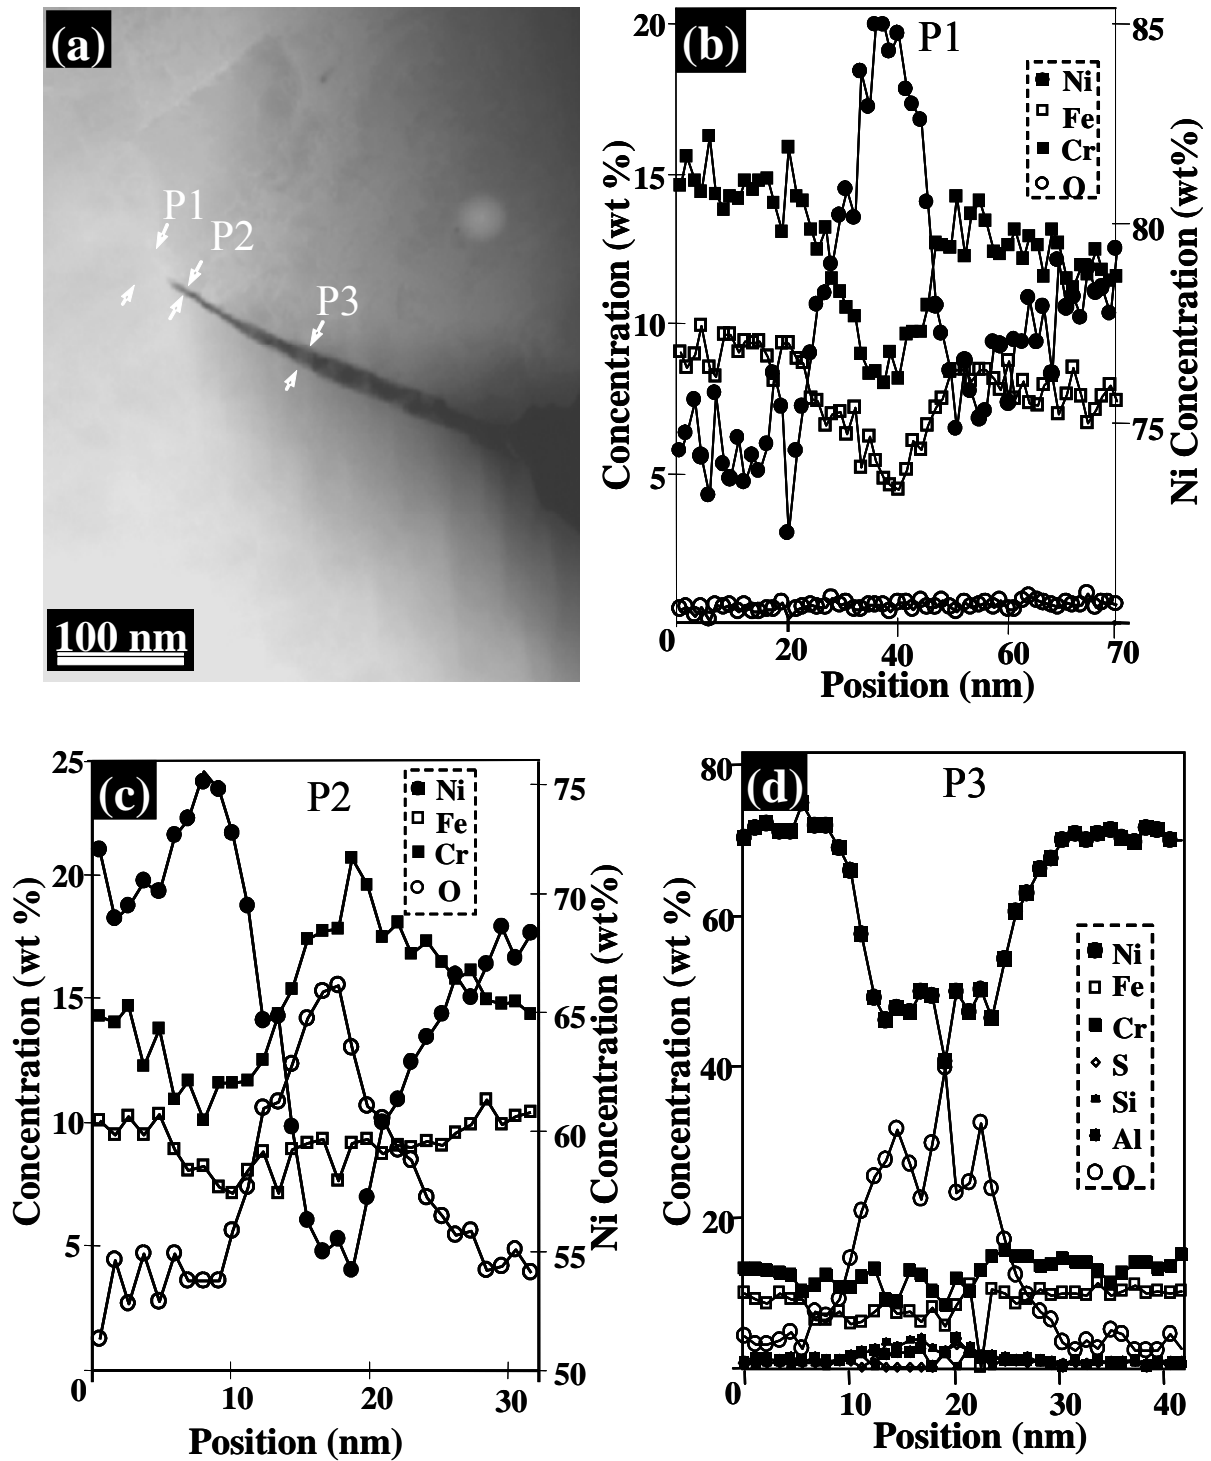 (a)
P1
P2
P3
100 nm
(b)
P1
20
15
10
5
0
20
40
60
70
85
80
75
Concentration (wt %)
Ni Concentration (wt%)
Position (nm)
Ni
Fe
Cr
O
(c)
P2
25
20
15
10
5
0
10
20
30
75
70
65
60
55
50
Concentration (wt %)
Ni Concentration (wt%)
Position (nm)
Ni
Fe
Cr
O
(d)
P3
80
60
40
20
0
10
20
30
40
Concentration (wt %)
Position (nm)
Ni
Fe
Cr
S
Si
Al
O